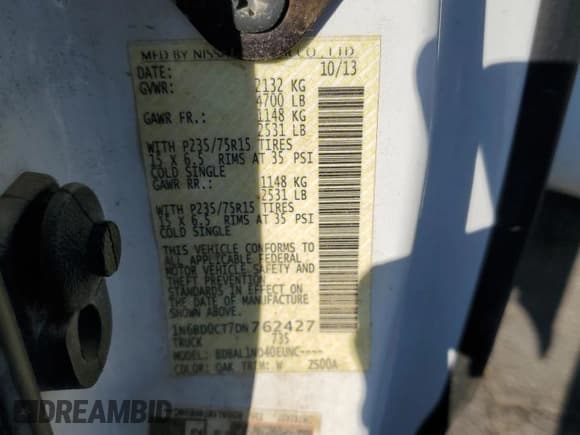 MFD BY NISSAN CO., LTD
DATE: 10/13
GVWR: 2132 KG
4700 LB
GAWR FR.: 1148 KG
2531 LB
WITH P235/75R15 TIRES
15 X 6.5 RIMS AT 35 PSI
COLD SINGLE
GAWR RR.: 1148 KG
2531 LB
WITH P235/75R15 TIRES
15 X 6.5 RIMS AT 35 PSI
COLD SINGLE
THIS VEHICLE CONFORMS TO
ALL APPLICABLE FEDERAL
MOTOR VEHICLE SAFETY AND
THEFT PREVENTION
STANDARDS IN EFFECT ON
THE DATE OF MANUFACTURE
SHOWN ABOVE.
1N6BD0CT7DN762427
TRUCK 735
MODEL:
COLOR: QAK TRIM: W 2500A
DREAMBID